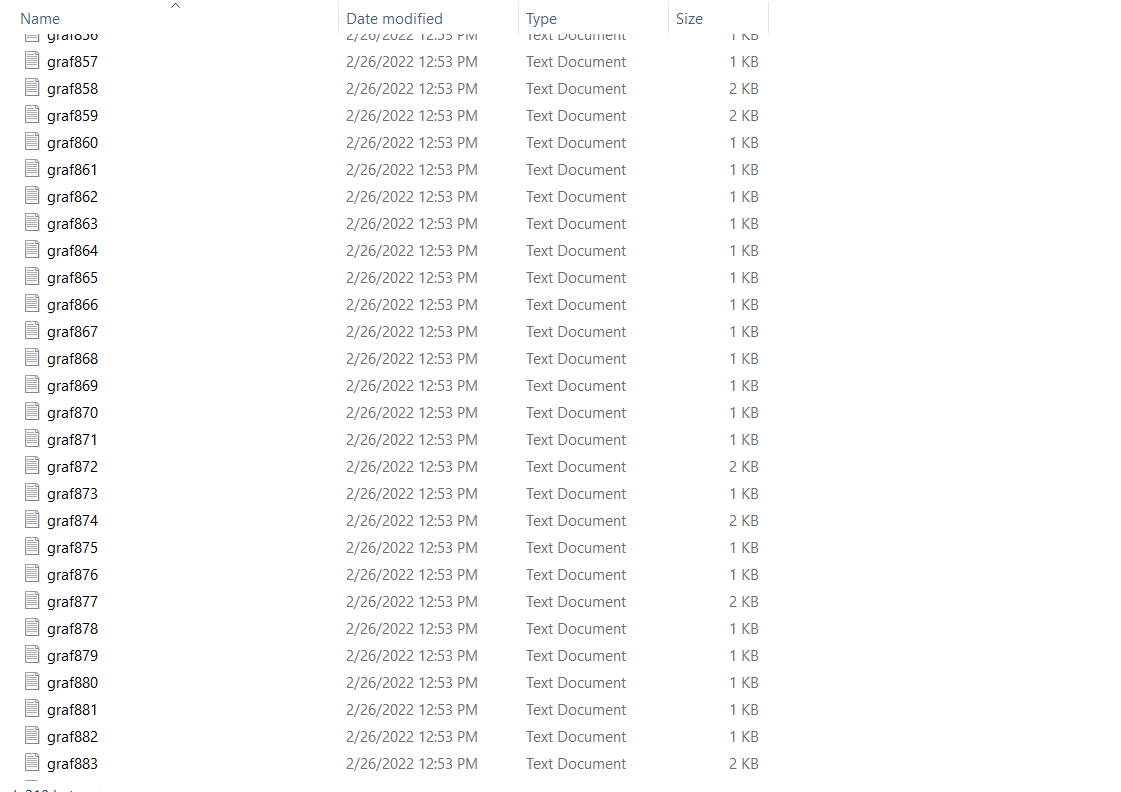 Name Date modified Type Size
graf856 2/26/2022 12:53 PM Text Document 1 KB
graf857 2/26/2022 12:53 PM Text Document 1 KB
graf858 2/26/2022 12:53 PM Text Document 2 KB
graf859 2/26/2022 12:53 PM Text Document 2 KB
graf860 2/26/2022 12:53 PM Text Document 1 KB
graf861 2/26/2022 12:53 PM Text Document 1 KB
graf862 2/26/2022 12:53 PM Text Document 1 KB
graf863 2/26/2022 12:53 PM Text Document 1 KB
graf864 2/26/2022 12:53 PM Text Document 1 KB
graf865 2/26/2022 12:53 PM Text Document 1 KB
graf866 2/26/2022 12:53 PM Text Document 1 KB
graf867 2/26/2022 12:53 PM Text Document 1 KB
graf868 2/26/2022 12:53 PM Text Document 1 KB
graf869 2/26/2022 12:53 PM Text Document 1 KB
graf870 2/26/2022 12:53 PM Text Document 1 KB
graf871 2/26/2022 12:53 PM Text Document 1 KB
graf872 2/26/2022 12:53 PM Text Document 2 KB
graf873 2/26/2022 12:53 PM Text Document 1 KB
graf874 2/26/2022 12:53 PM Text Document 2 KB
graf875 2/26/2022 12:53 PM Text Document 1 KB
graf876 2/26/2022 12:53 PM Text Document 1 KB
graf877 2/26/2022 12:53 PM Text Document 2 KB
graf878 2/26/2022 12:53 PM Text Document 1 KB
graf879 2/26/2022 12:53 PM Text Document 1 KB
graf880 2/26/2022 12:53 PM Text Document 1 KB
graf881 2/26/2022 12:53 PM Text Document 1 KB
graf882 2/26/2022 12:53 PM Text Document 1 KB
graf883 2/26/2022 12:53 PM Text Document 2 KB